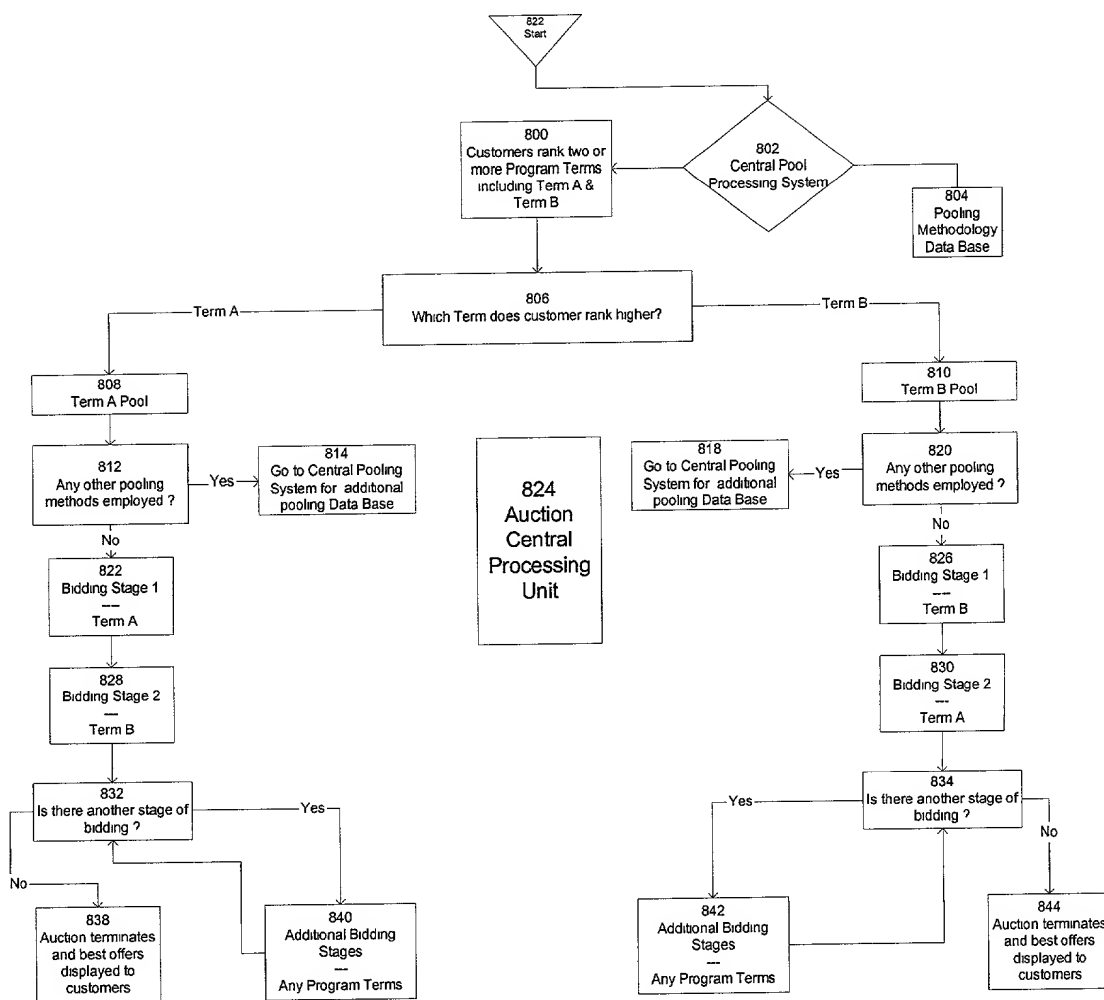 822
Start
800
Customers rank two or
more Program Terms
including Term A &
Term B
802
Central Pool
Processing System
804
Pooling
Methodology
Data Base
806
Which Term does customer rank higher?
Term A
Term B
808
Term A Pool
810
Term B Pool
812
Any other pooling
methods employed ?
Yes
814
Go to Central Pooling
System for additional
pooling Data Base
824
Auction
Central
Processing
Unit
818
Go to Central Pooling
System for additional
pooling Data Base
Yes
820
Any other pooling
methods employed ?
No
No
822
Bidding Stage 1
---
Term A
826
Bidding Stage 1
---
Term B
828
Bidding Stage 2
---
Term B
830
Bidding Stage 2
---
Term A
832
Is there another stage of
bidding ?
Yes
No
834
Is there another stage of
bidding ?
Yes
No
838
Auction terminates
and best offers
displayed to
customers
840
Additional Bidding
Stages
---
Any Program Terms
842
Additional Bidding
Stages
---
Any Program Terms
844
Auction terminates
and best offers
displayed to
customers